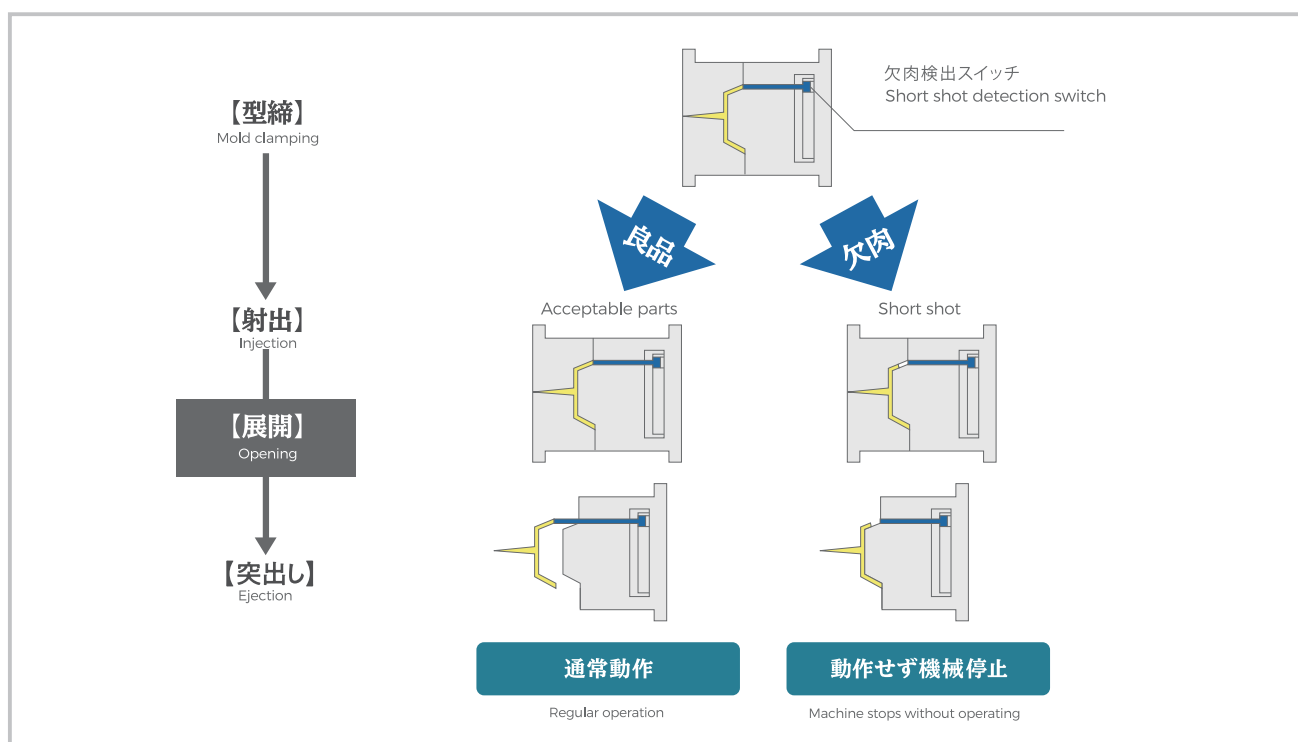 【型締】
Mold clamping
欠肉検出スイッチ
Short shot detection switch
良品
欠肉
【射出】
Injection
Acceptable parts
Short shot
【展開】
Opening
【突出し】
Ejection
通常動作
動作せず機械停止
Regular operation
Machine stops without operating